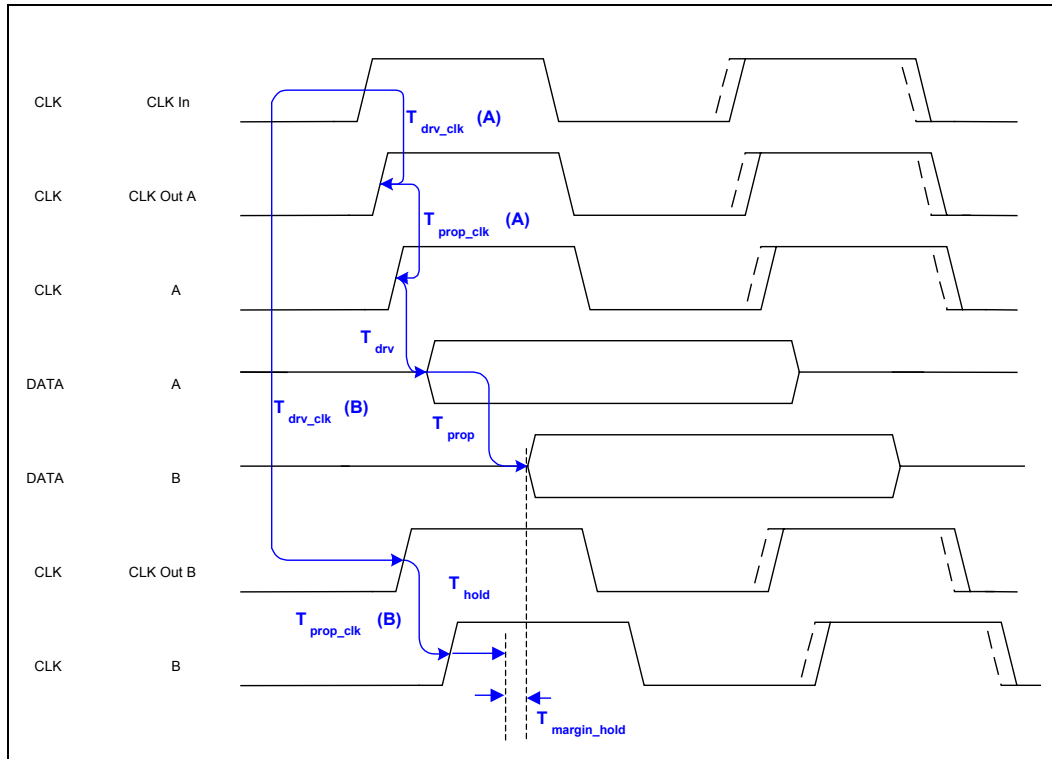 CLK CLK In
T drv_clk (A)
CLK CLK Out A
T prop_clk (A)
CLK A
T drv
DATA A
T drv_clk (B)
T prop
DATA B
CLK CLK Out B
T hold
T prop_clk (B)
CLK B
T margin_hold